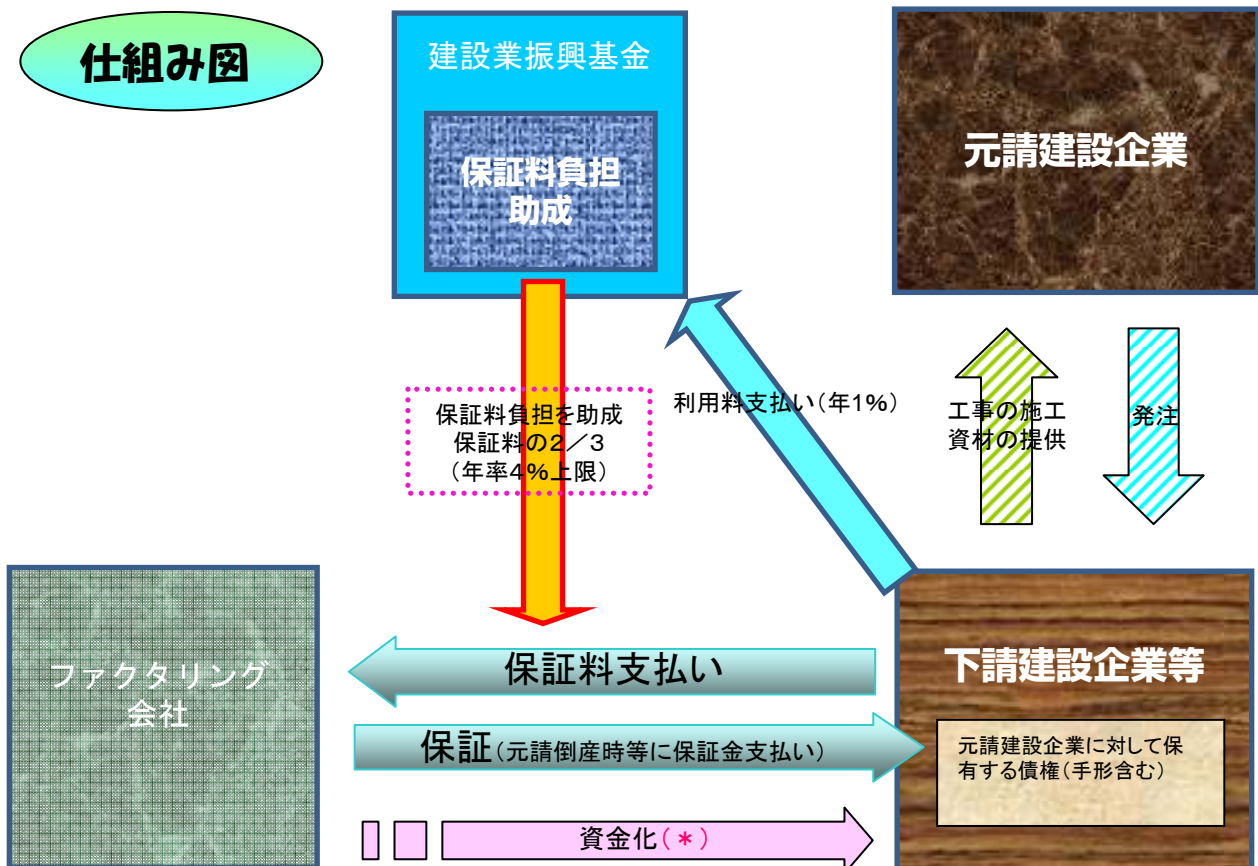 仕組み図
建設業振興基金
保証料負担
助成
元請建設企業
保証料負担を助成
保証料の2／3
（年率4％上限）
利用料支払い（年1％）
工事の施工
資材の提供
発注
ファクタリング
会社
保証料支払い
保証（元請倒産時等に保証金支払い）
資金化（＊）
下請建設企業等
元請建設企業に対して保
有する債権（手形含む）